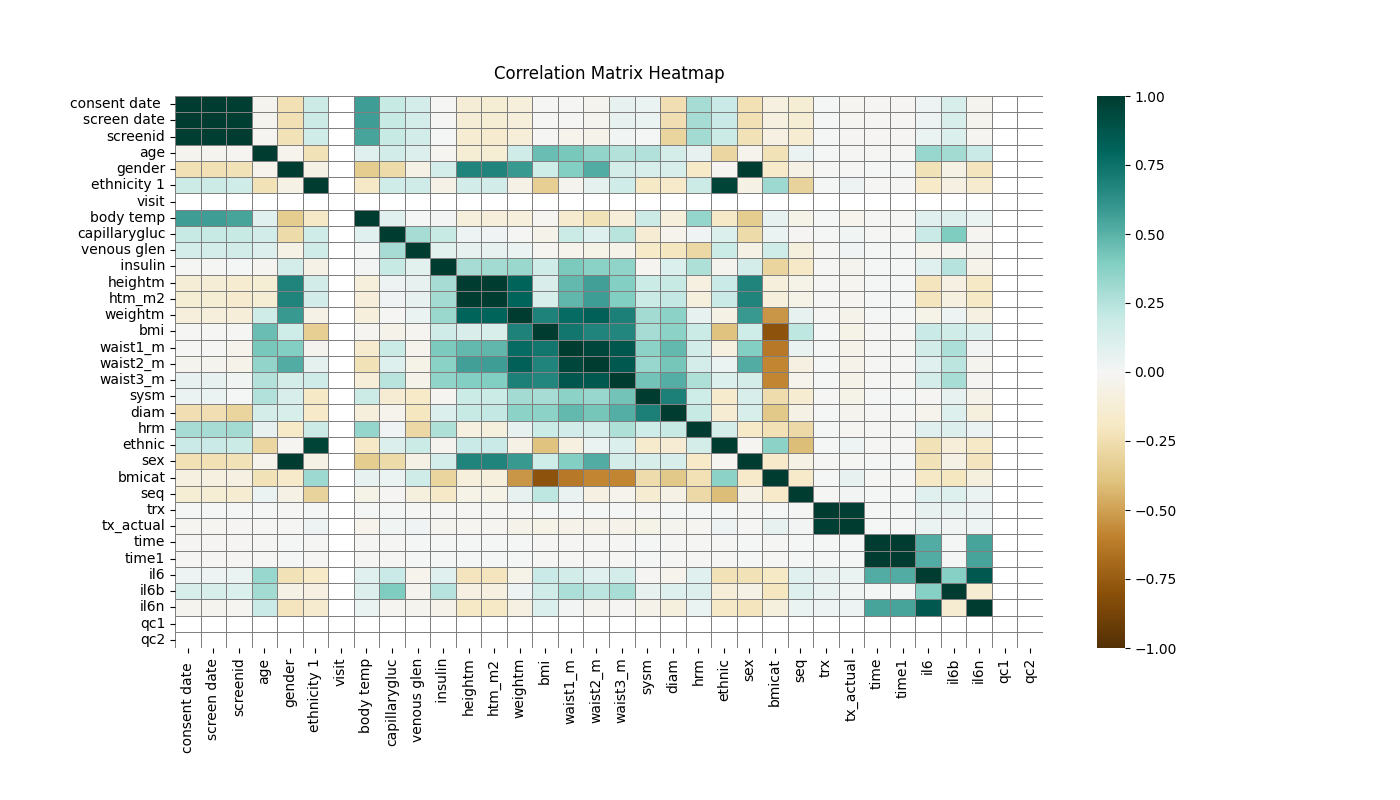 Correlation Matrix Heatmap
consent date
screen date
screenid
age
gender
ethnicity 1
visit
body temp
capillarygluc
venous glen
insulin
heightm
htm_m2
weightm
bmi
waist1_m
waist2_m
waist3_m
sysm
diam
hrm
ethnic
sex
bmicat
seq
trx
tx_actual
time
time1
il6
il6b
il6n
qc1
qc2
consent date
screen date
screenid
age
gender
ethnicity 1
visit
body temp
capillarygluc
venous glen
insulin
heightm
htm_m2
weightm
bmi
waist1_m
waist2_m
waist3_m
sysm
diam
hrm
ethnic
sex
bmicat
seq
trx
tx_actual
time
time1
il6
il6b
il6n
qc1
qc2
1.00
0.75
0.50
0.25
0.00
−0.25
−0.50
−0.75
−1.00